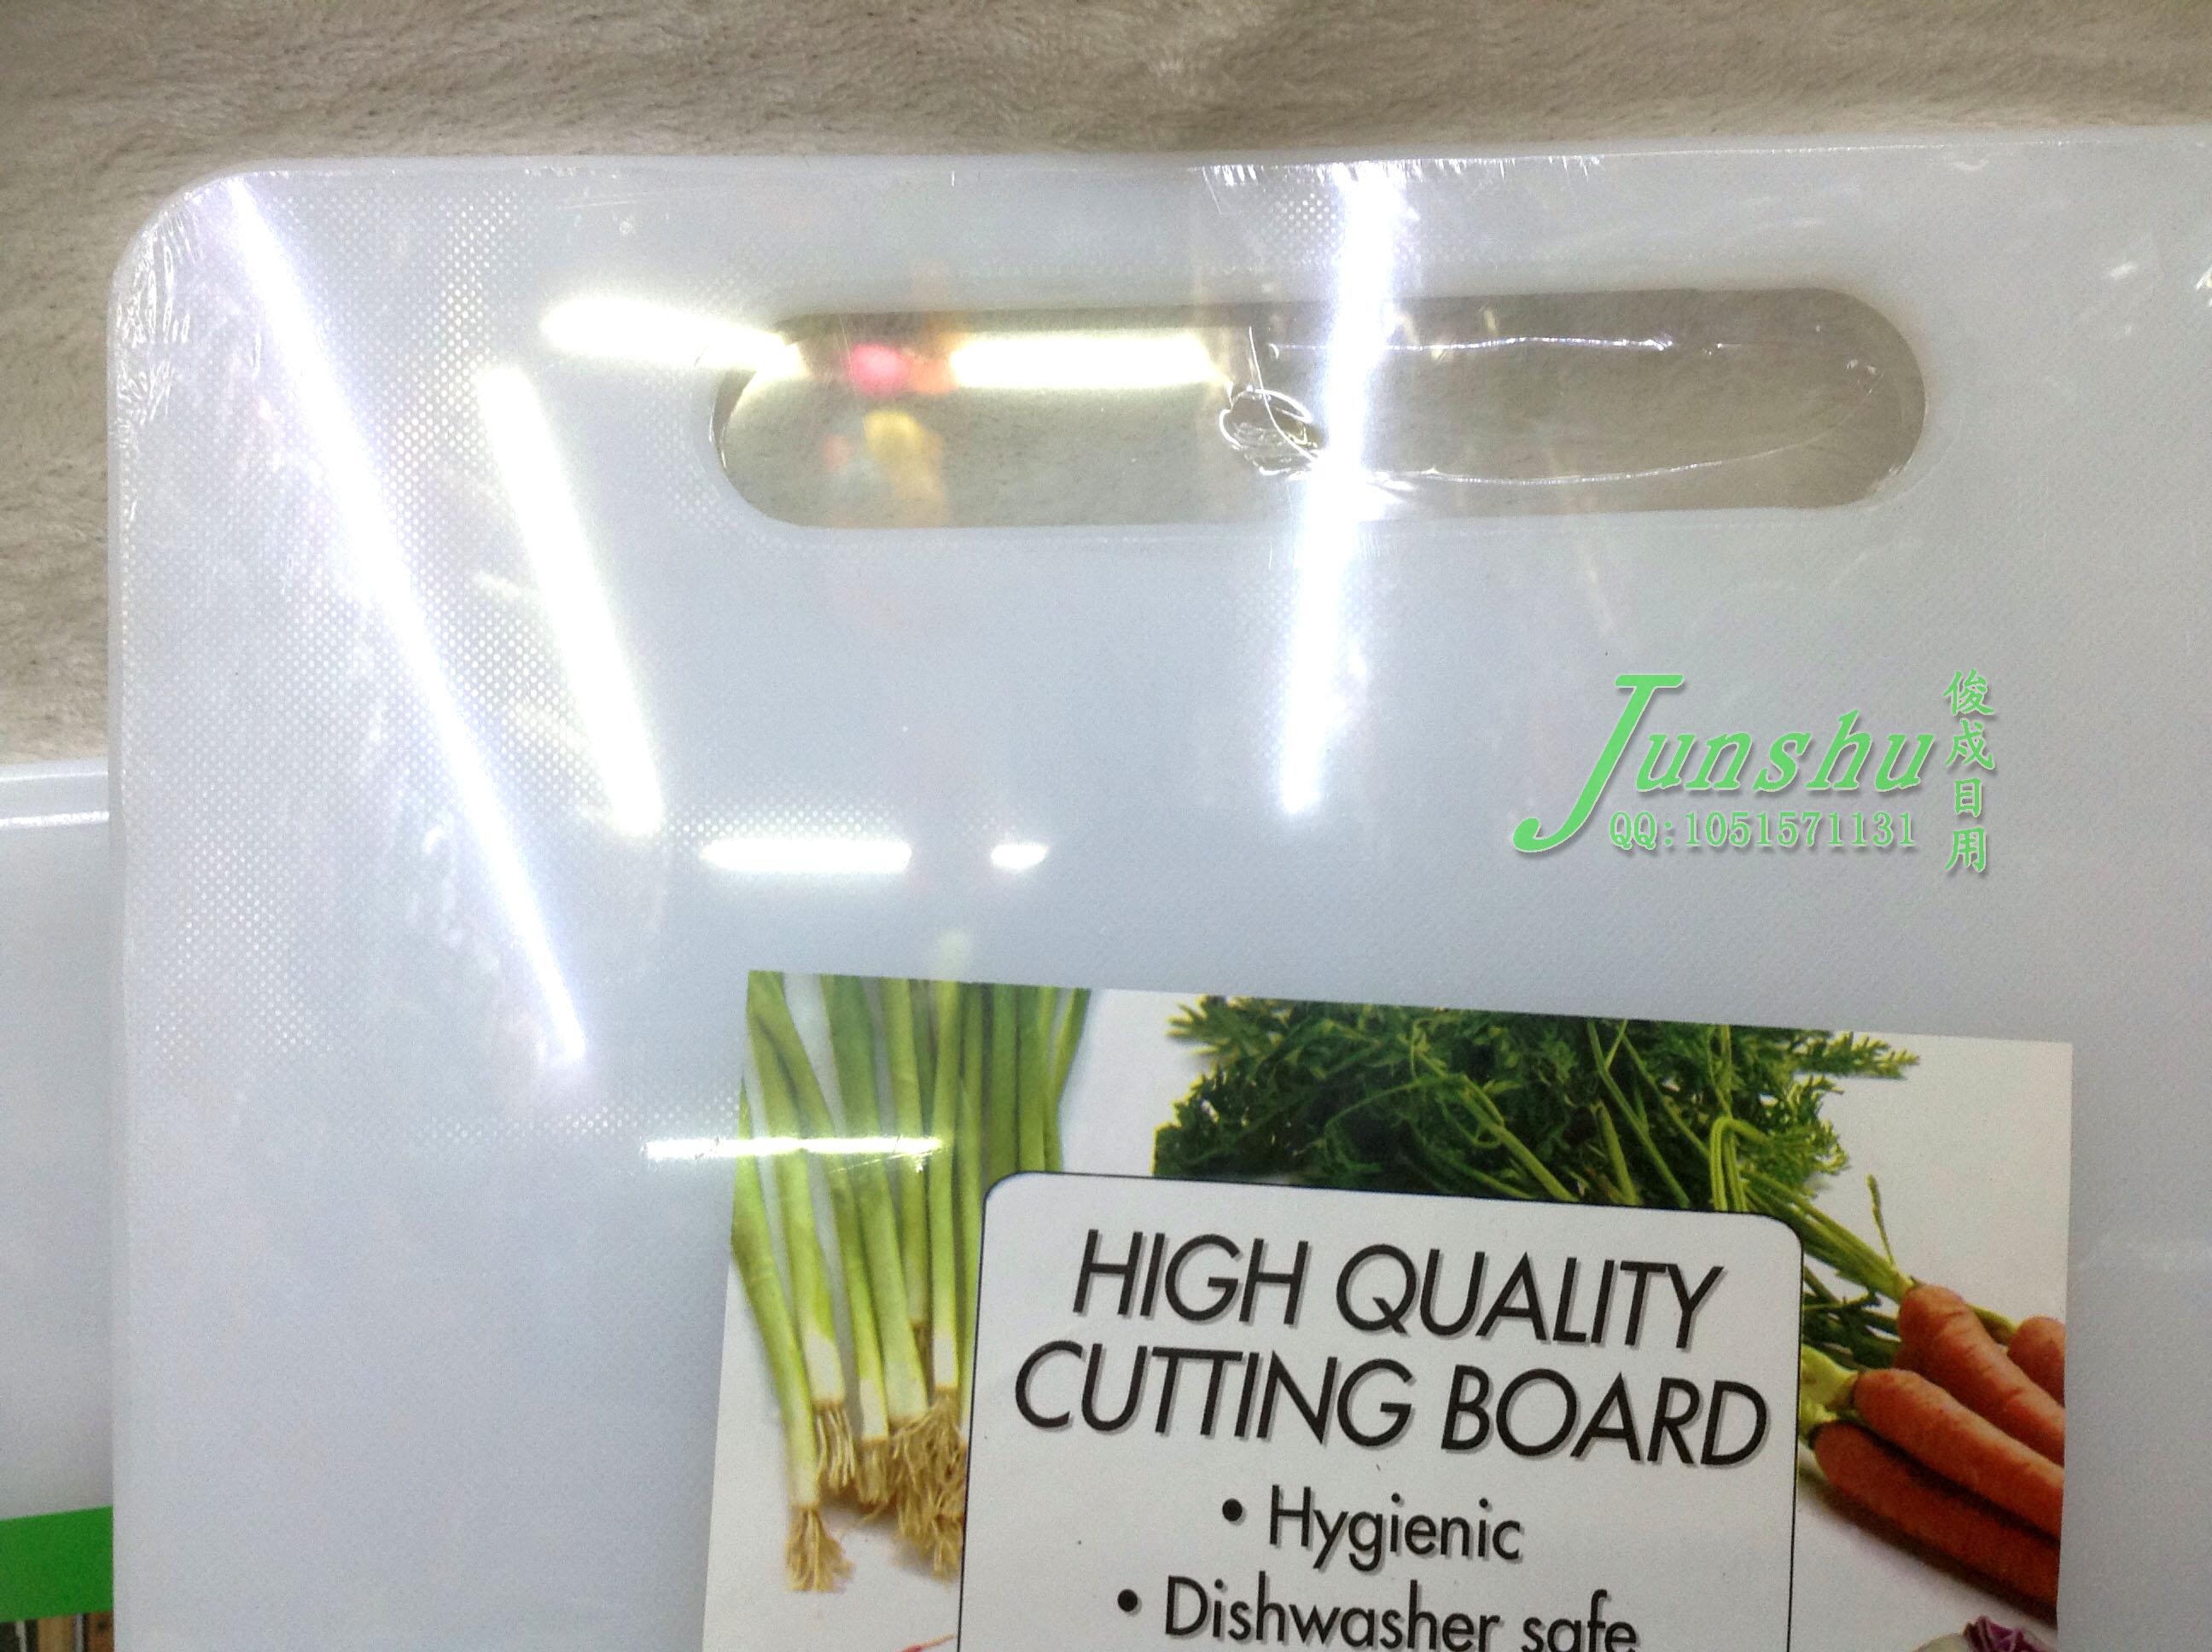 Junshu
QQ:1051571131
俊戍日用
HIGH QUALITY
CUTTING BOARD
• Hygienic
• Dishwasher safe